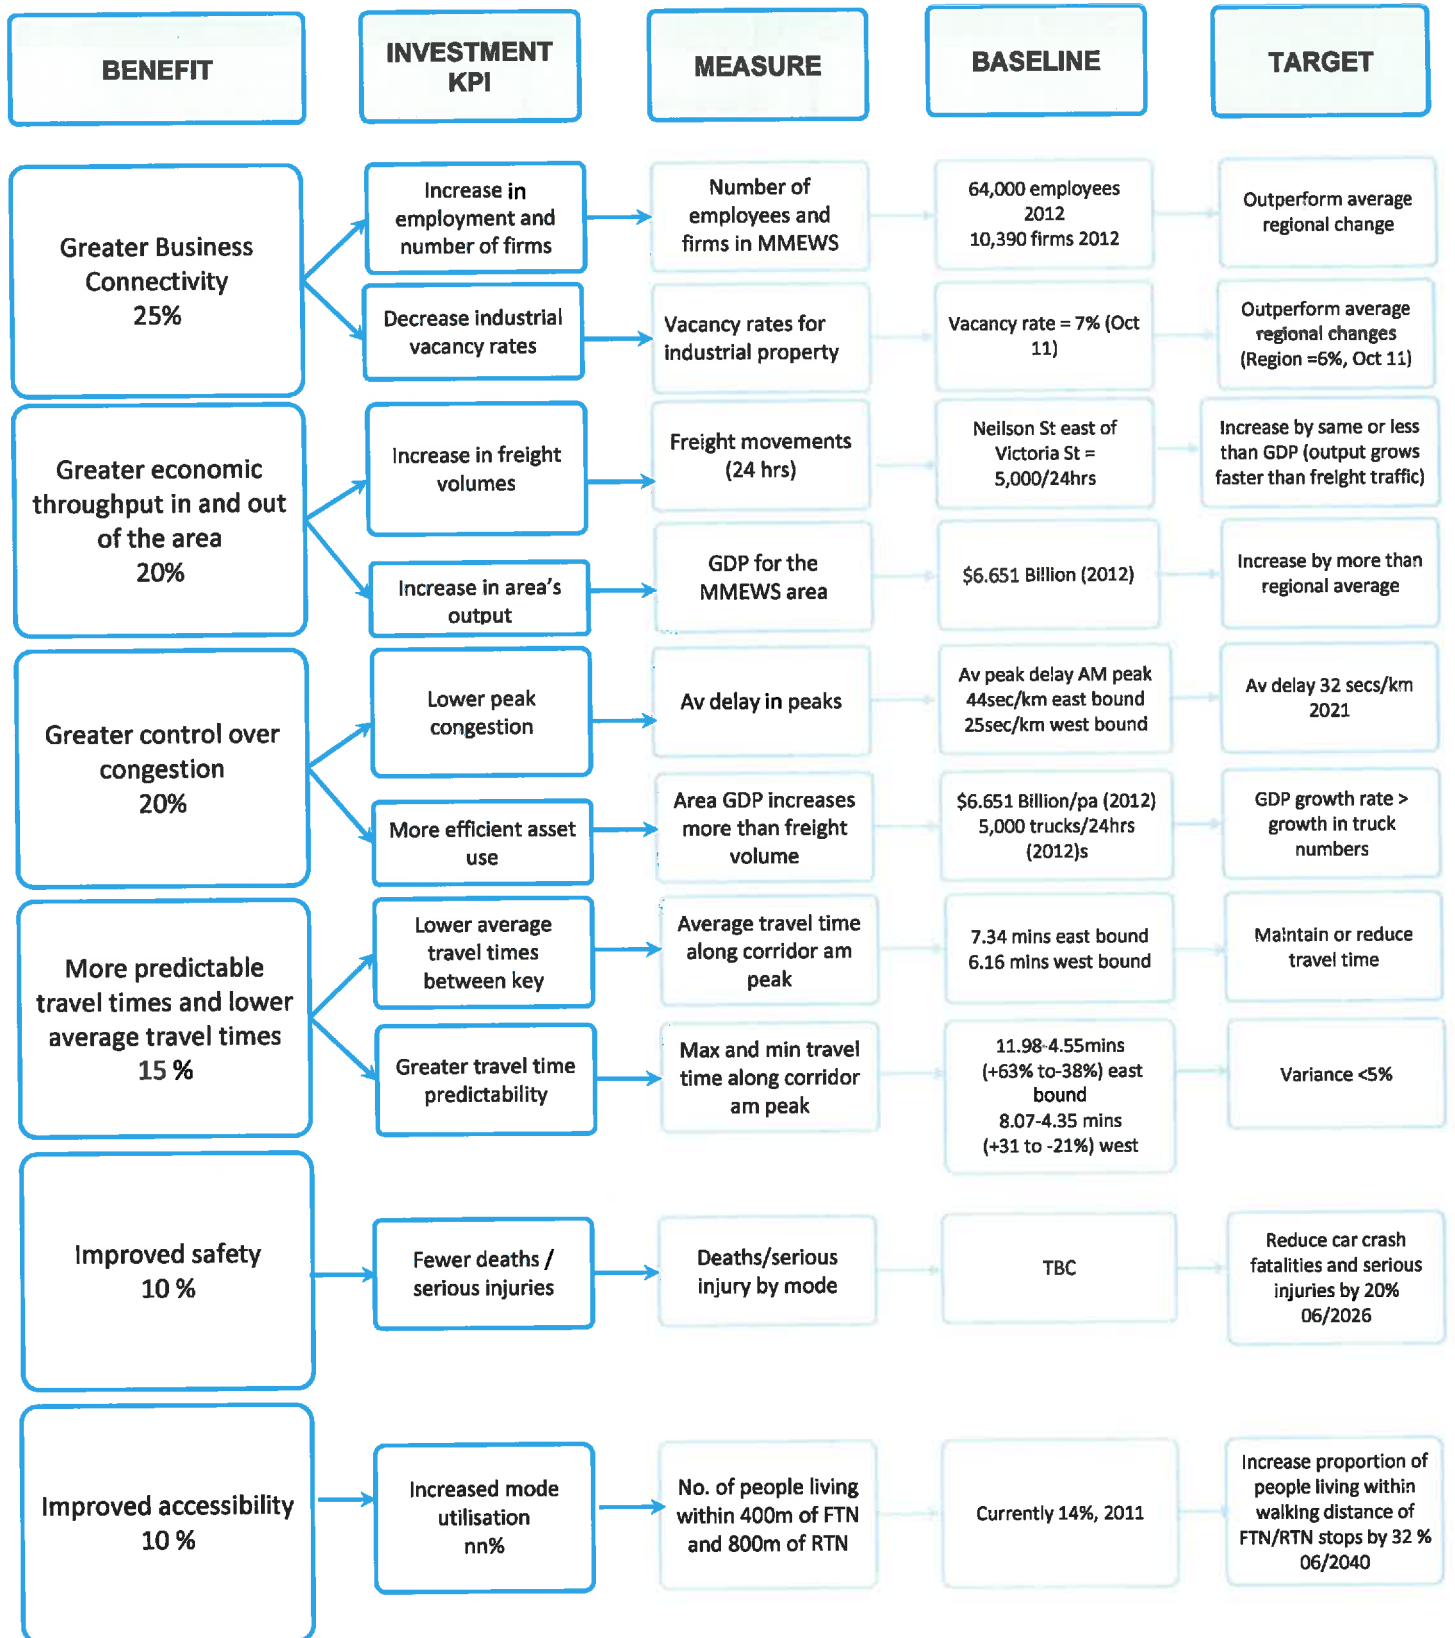 BENEFIT
INVESTMENT
KPI
MEASURE
BASELINE
TARGET
Greater Business
Connectivity
25%
Increase in
employment and
number of firms
Number of
employees and
firms in MMEWS
64,000 employees
2012
10,390 firms 2012
Outperform average
regional change
Decrease industrial
vacancy rates
Vacancy rates for
industrial property
Vacancy rate = 7% (Oct
11)
Outperform average
regional changes
(Region =6%, Oct 11)
Greater economic
throughput in and out
of the area
20%
Increase in freight
volumes
Freight movements
(24 hrs)
Neilson St east of
Victoria St =
5,000/24hrs
Increase by same or less
than GDP (output grows
faster than freight traffic)
Increase in area's
output
GDP for the
MMEWS area
$6.651 Billion (2012)
Increase by more than
regional average
Greater control over
congestion
20%
Lower peak
congestion
Av delay in peaks
Av peak delay AM peak
44sec/km east bound
25sec/km west bound
Av delay 32 secs/km
2021
More efficient asset
use
Area GDP increases
more than freight
volume
$6.651 Billion/pa (2012)
5,000 trucks/24hrs
(2012)s
GDP growth rate >
growth in truck
numbers
More predictable
travel times and lower
average travel times
15 %
Lower average
travel times
between key
Average travel time
along corridor am
peak
7.34 mins east bound
6.16 mins west bound
Maintain or reduce
travel time
Greater travel time
predictability
Max and min travel
time along corridor
am peak
11.98-4.55mins
(+63% to-38%) east
bound
8.07-4.35 mins
(+31 to -21%) west
Variance <5%
Improved safety
10 %
Fewer deaths /
serious injuries
Deaths/serious
injury by mode
TBC
Reduce car crash
fatalities and serious
injuries by 20%
06/2026
Improved accessibility
10 %
Increased mode
utilisation
nn%
No. of people living
within 400m of FTN
and 800m of RTN
Currently 14%, 2011
Increase proportion of
people living within
walking distance of
FTN/RTN stops by 32 %
06/2040